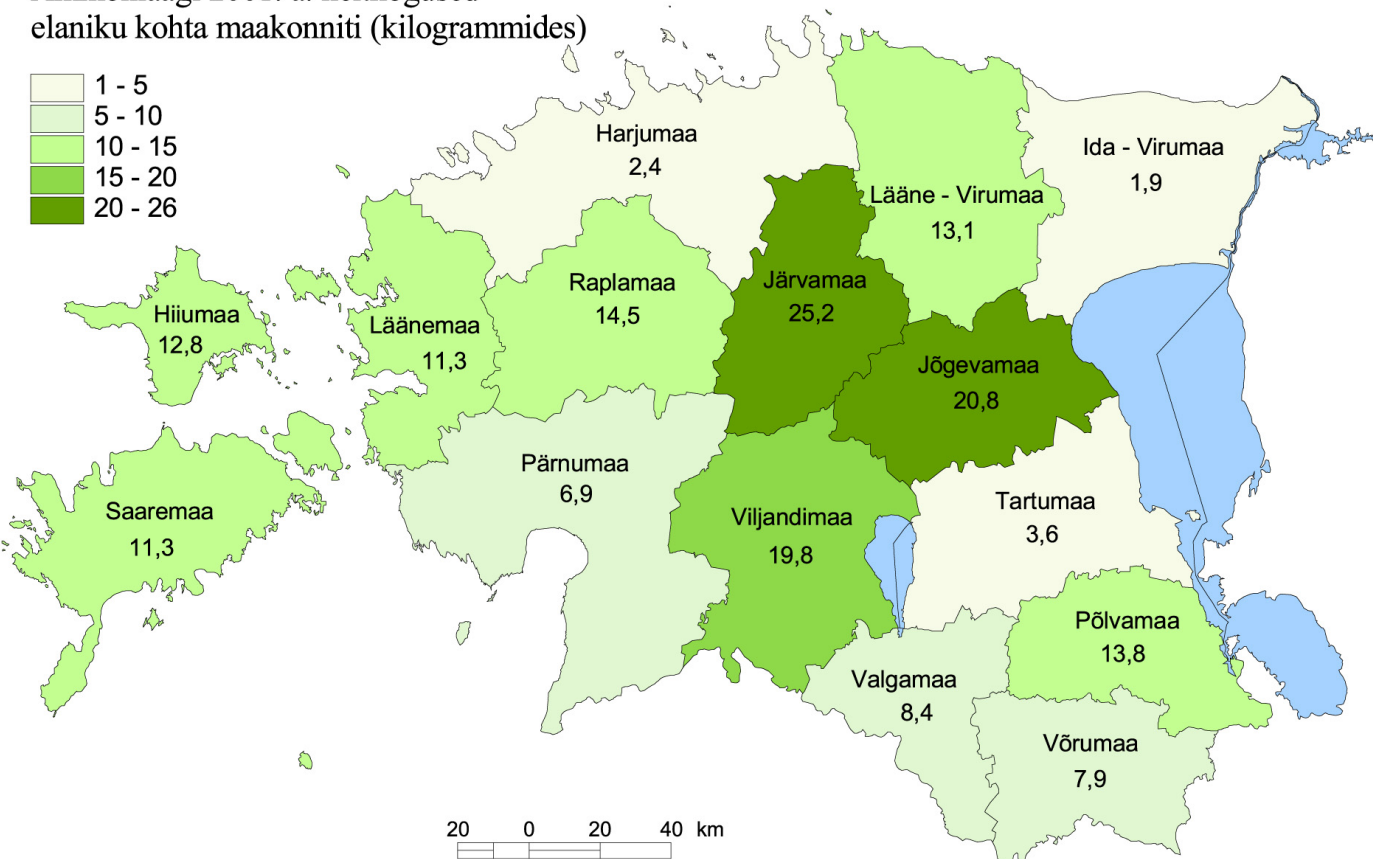 elaniku kohta maakonniti (kilogrammides)
1 - 5
5 - 10
10 - 15
15 - 20
20 - 26
Harjumaa
2,4
Ida - Virumaa
1,9
Lääne - Virumaa
13,1
Raplamaa
14,5
Järvamaa
25,2
Hiiumaa
12,8
Läänemaa
11,3
Jõgevamaa
20,8
Pärnumaa
6,9
Saaremaa
11,3
Viljandimaa
19,8
Tartumaa
3,6
Põlvamaa
13,8
Valgamaa
8,4
Võrumaa
7,9
20 0 20 40 km